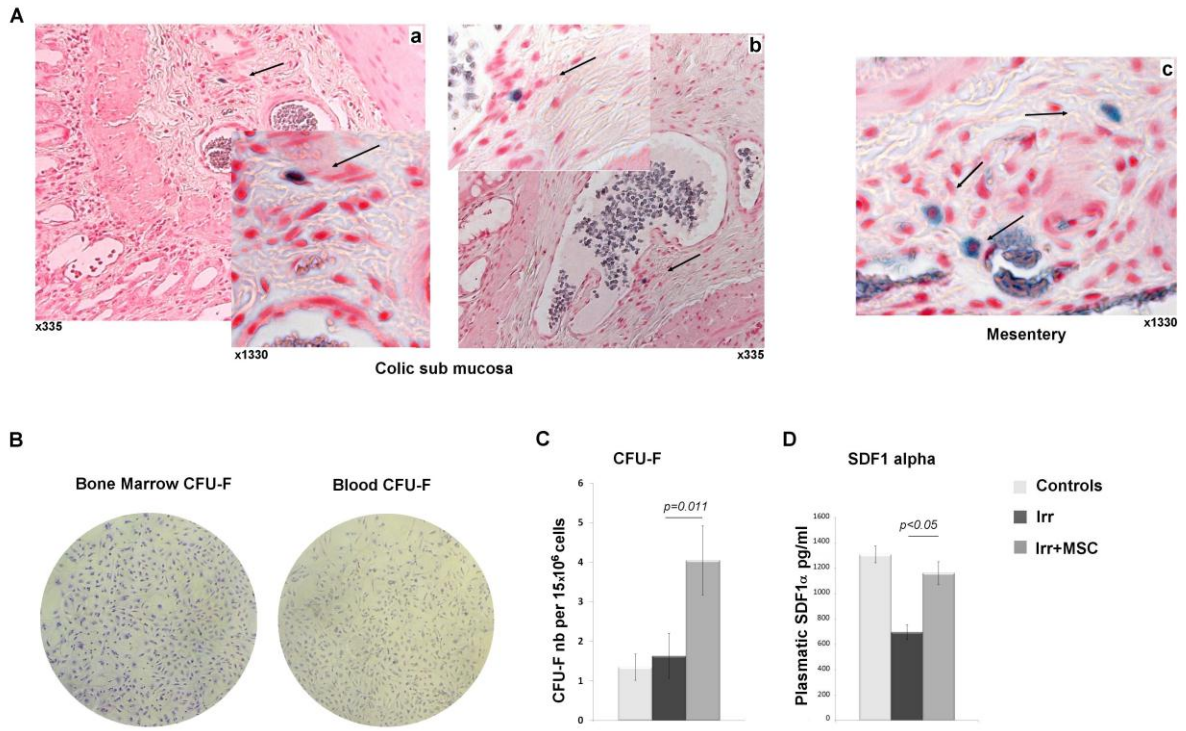 A
a
b
c
x335
x1330
x335
x1330
Colic sub mucosa
Mesentery
B
Bone Marrow CFU-F
Blood CFU-F
C
CFU-F
CFU-F nb per 15x10⁶ cells
6
5
4
3
2
1
0
p=0.011
D
SDF1 alpha
Plasmatic SDF1α pg/ml
1600
1400
1200
1000
800
600
400
200
0
p<0.05
Controls
Irr
Irr+MSC